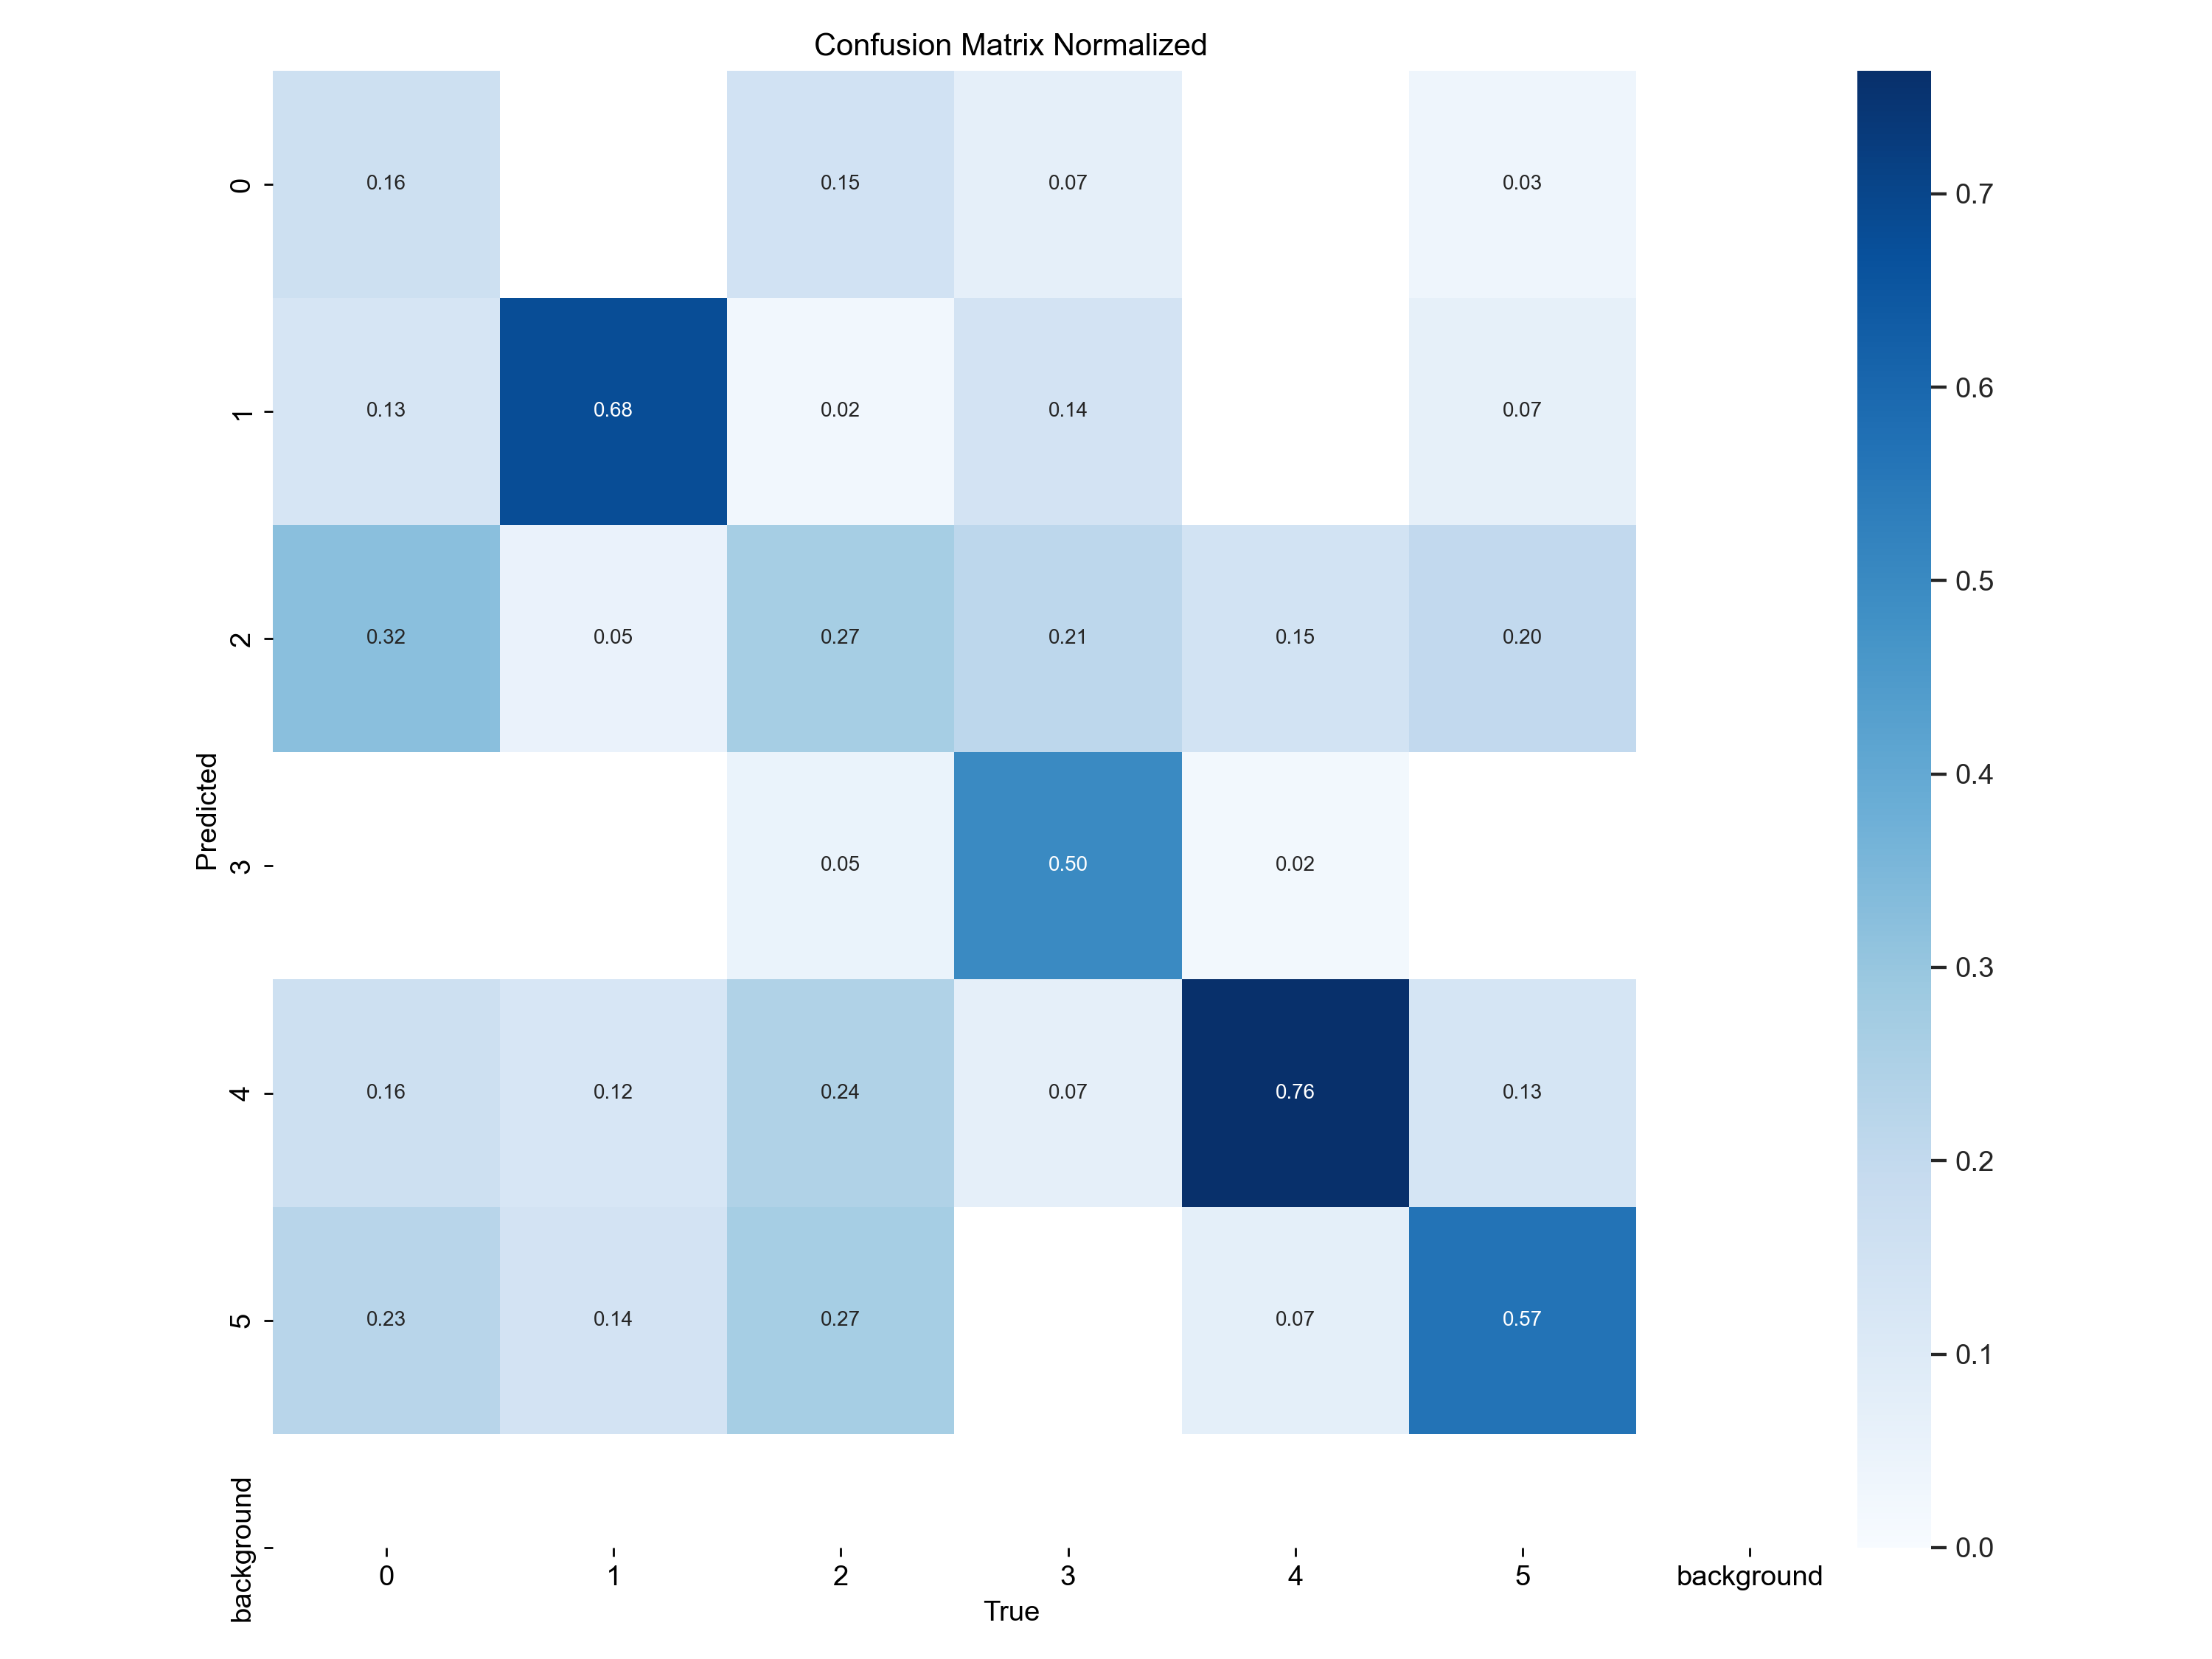 Confusion Matrix Normalized
0 0.16 0.15 0.07 0.03
1 0.13 0.68 0.02 0.14 0.07
2 0.32 0.05 0.27 0.21 0.15 0.20
3 0.05 0.50 0.02
4 0.16 0.12 0.24 0.07 0.76 0.13
5 0.23 0.14 0.27 0.07 0.57
background
Predicted
0 1 2 3 4 5 background
True
0.7
0.6
0.5
0.4
0.3
0.2
0.1
0.0